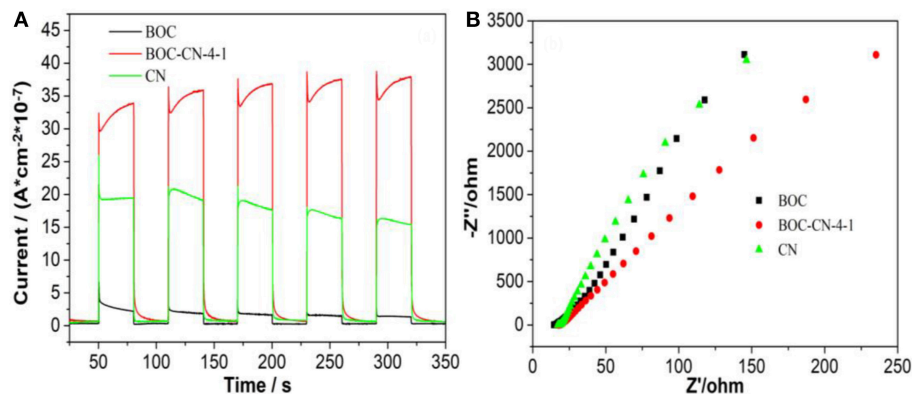 A
BOC
BOC-CN-4-1
CN
(a)
Current / (A*cm-2*10-7)
45
40
35
30
25
20
15
10
5
0
50 100 150 200 250 300 350
Time / s
B
(b)
-Z''/ohm
3500
3000
2500
2000
1500
1000
500
0
BOC
BOC-CN-4-1
CN
0 50 100 150 200 250
Z'/ohm